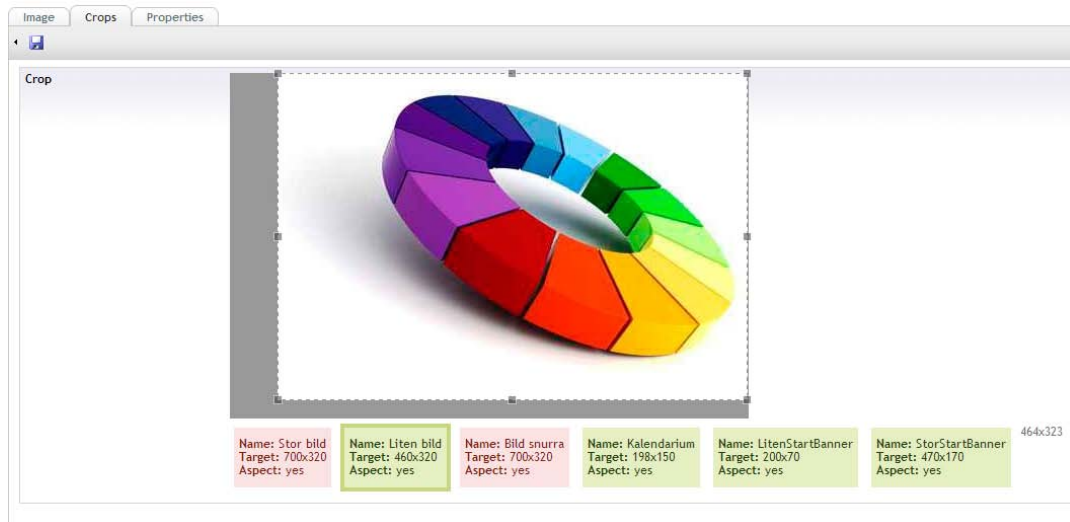 Image Crops Properties
Crop
Name: Stor bild
Target: 700x320
Aspect: yes
Name: Liten bild
Target: 460x320
Aspect: yes
Name: Bild snurra
Target: 700x320
Aspect: yes
Name: Kalendarium
Target: 198x150
Aspect: yes
Name: LitenStartBanner
Target: 200x70
Aspect: yes
Name: StorStartBanner
Target: 470x170
Aspect: yes
464x323